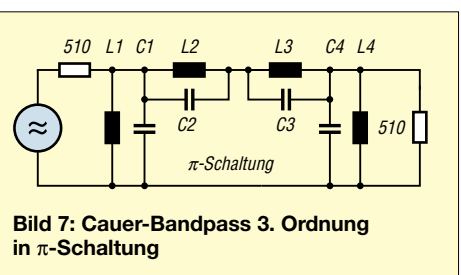 510 L1 C1 L2 L3 C4 L4
C2 C3 510
π-Schaltung
Bild 7: Cauer-Bandpass 3. Ordnung
in π-Schaltung